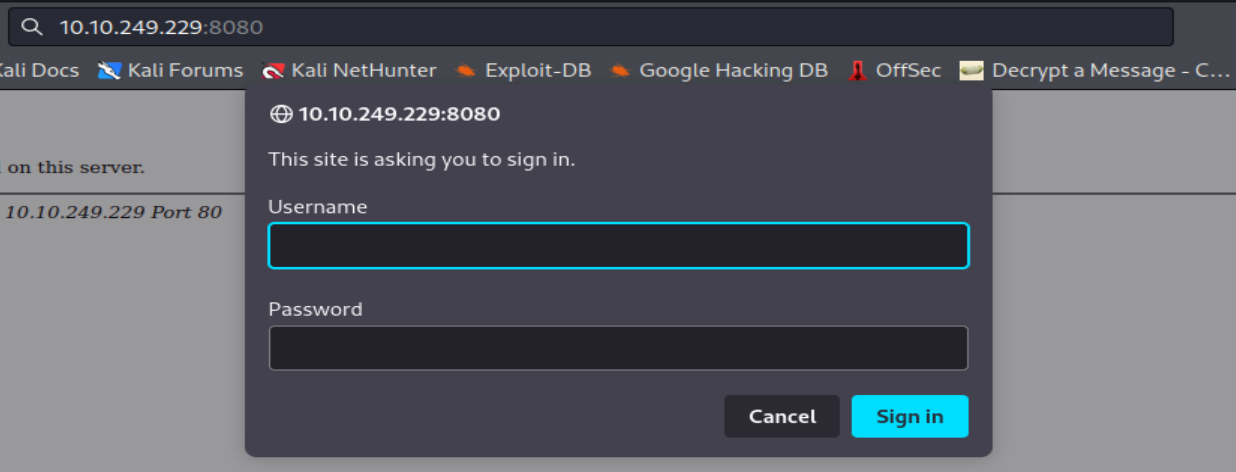 10.10.249.229:8080
Kali Docs Kali Forums Kali NetHunter Exploit-DB Google Hacking DB OffSec Decrypt a Message - C...
10.10.249.229:8080
This site is asking you to sign in.
on this server.
Username
10.10.249.229 Port 80
Password
Cancel Sign in